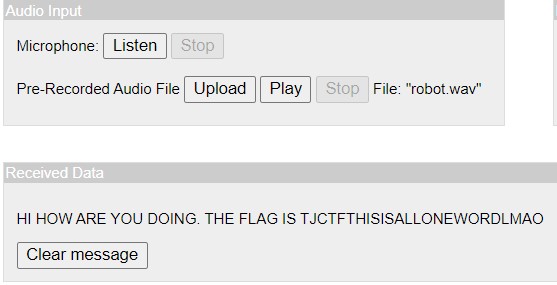 Audio Input
Microphone: Listen Stop
Pre-Recorded Audio File Upload Play Stop File: "robot.wav"
Received Data
HI HOW ARE YOU DOING. THE FLAG IS TJCTFTHISISALLONEWORDLMAO
Clear message